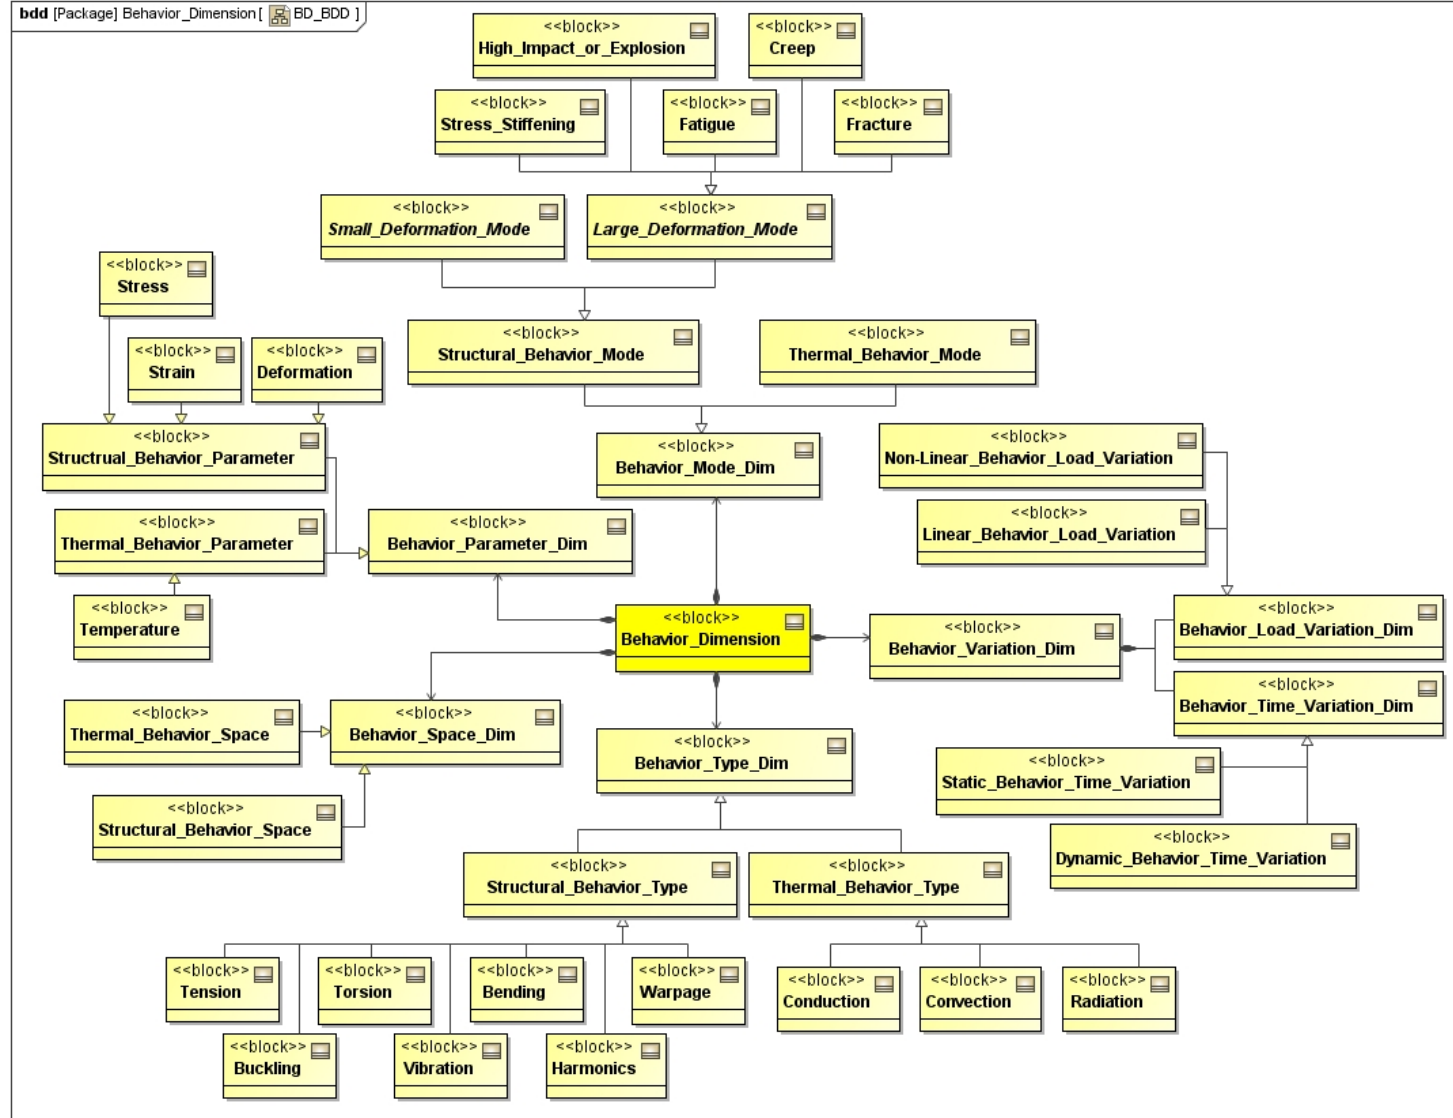 bdd [Package] Behavior_Dimension [ BD_BDD ]
<<block>>
High_Impact_or_Explosion
<<block>>
Creep
<<block>>
Stress_Stiffening
<<block>>
Fatigue
<<block>>
Fracture
<<block>>
Small_Deformation_Mode
<<block>>
Large_Deformation_Mode
<<block>>
Stress
<<block>>
Strain
<<block>>
Deformation
<<block>>
Structural_Behavior_Mode
<<block>>
Thermal_Behavior_Mode
<<block>>
Structrual_Behavior_Parameter
<<block>>
Behavior_Mode_Dim
<<block>>
Non-Linear_Behavior_Load_Variation
<<block>>
Linear_Behavior_Load_Variation
<<block>>
Thermal_Behavior_Parameter
<<block>>
Behavior_Parameter_Dim
<<block>>
Temperature
<<block>>
Behavior_Dimension
<<block>>
Behavior_Variation_Dim
<<block>>
Behavior_Load_Variation_Dim
<<block>>
Behavior_Time_Variation_Dim
<<block>>
Thermal_Behavior_Space
<<block>>
Behavior_Space_Dim
<<block>>
Behavior_Type_Dim
<<block>>
Static_Behavior_Time_Variation
<<block>>
Structural_Behavior_Space
<<block>>
Dynamic_Behavior_Time_Variation
<<block>>
Structural_Behavior_Type
<<block>>
Thermal_Behavior_Type
<<block>>
Tension
<<block>>
Torsion
<<block>>
Bending
<<block>>
Warpage
<<block>>
Conduction
<<block>>
Convection
<<block>>
Radiation
<<block>>
Buckling
<<block>>
Vibration
<<block>>
Harmonics